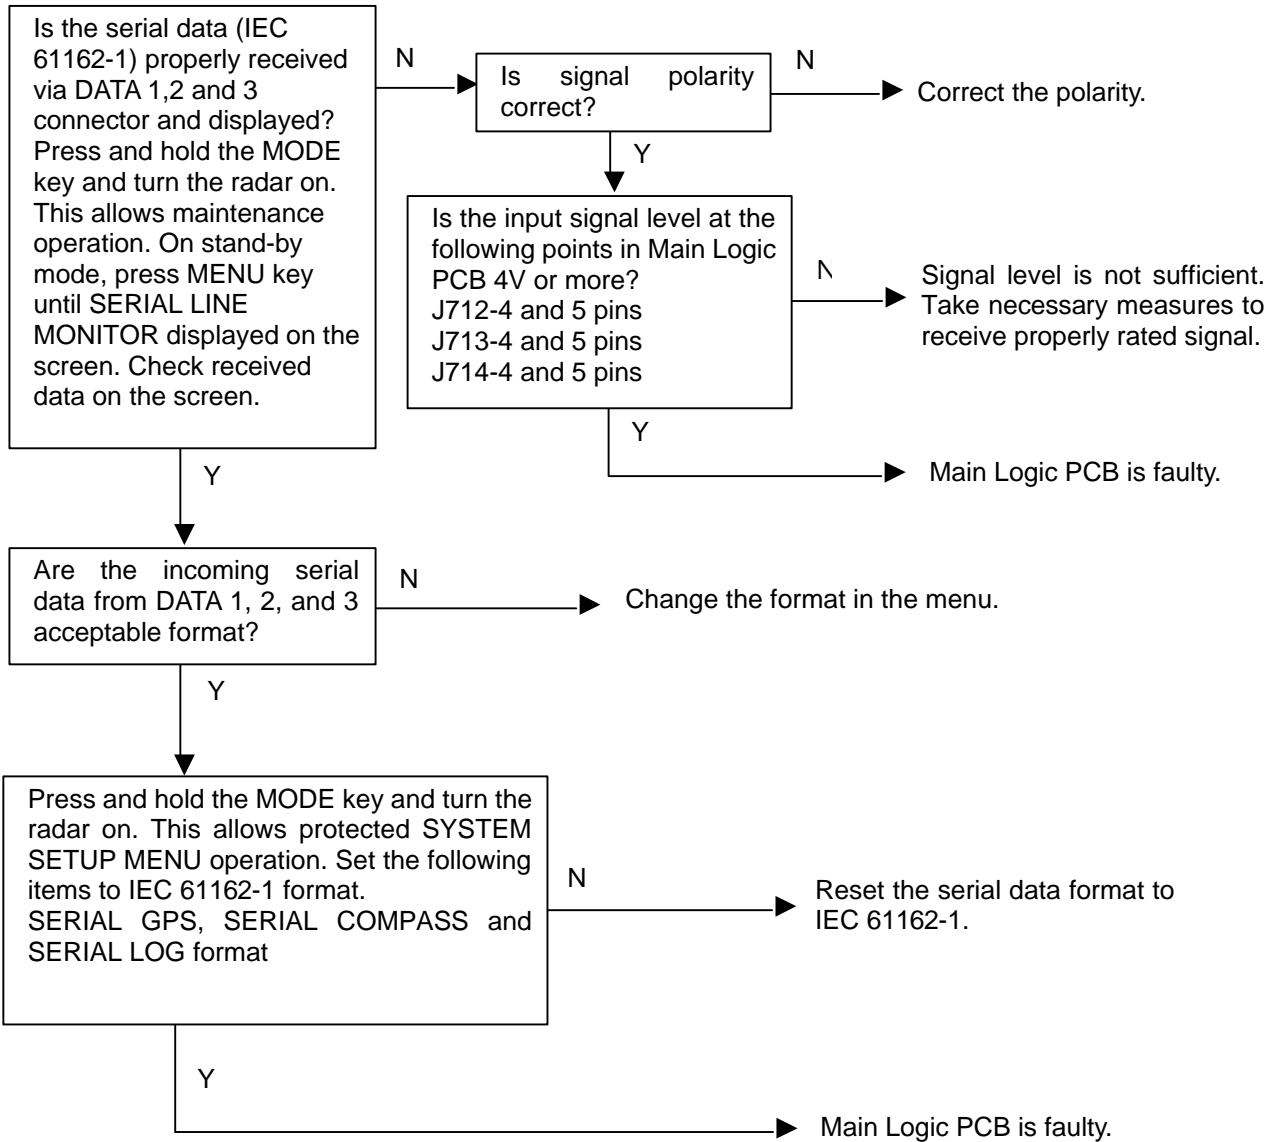 Is the serial data (IEC
61162-1) properly received
via DATA 1,2 and 3
connector and displayed?
Press and hold the MODE
key and turn the radar on.
This allows maintenance
operation. On stand-by
mode, press MENU key
until SERIAL LINE
MONITOR displayed on the
screen. Check received
data on the screen.
N
Is signal polarity
correct?
N
Correct the polarity.
Y
Is the input signal level at the
following points in Main Logic
PCB 4V or more?
J712-4 and 5 pins
J713-4 and 5 pins
J714-4 and 5 pins
N
Signal level is not sufficient.
Take necessary measures to
receive properly rated signal.
Y
Main Logic PCB is faulty.
Y
Are the incoming serial
data from DATA 1, 2, and 3
acceptable format?
N
Change the format in the menu.
Y
Press and hold the MODE key and turn the
radar on. This allows protected SYSTEM
SETUP MENU operation. Set the following
items to IEC 61162-1 format.
SERIAL GPS, SERIAL COMPASS and
SERIAL LOG format
N
Reset the serial data format to
IEC 61162-1.
Y
Main Logic PCB is faulty.